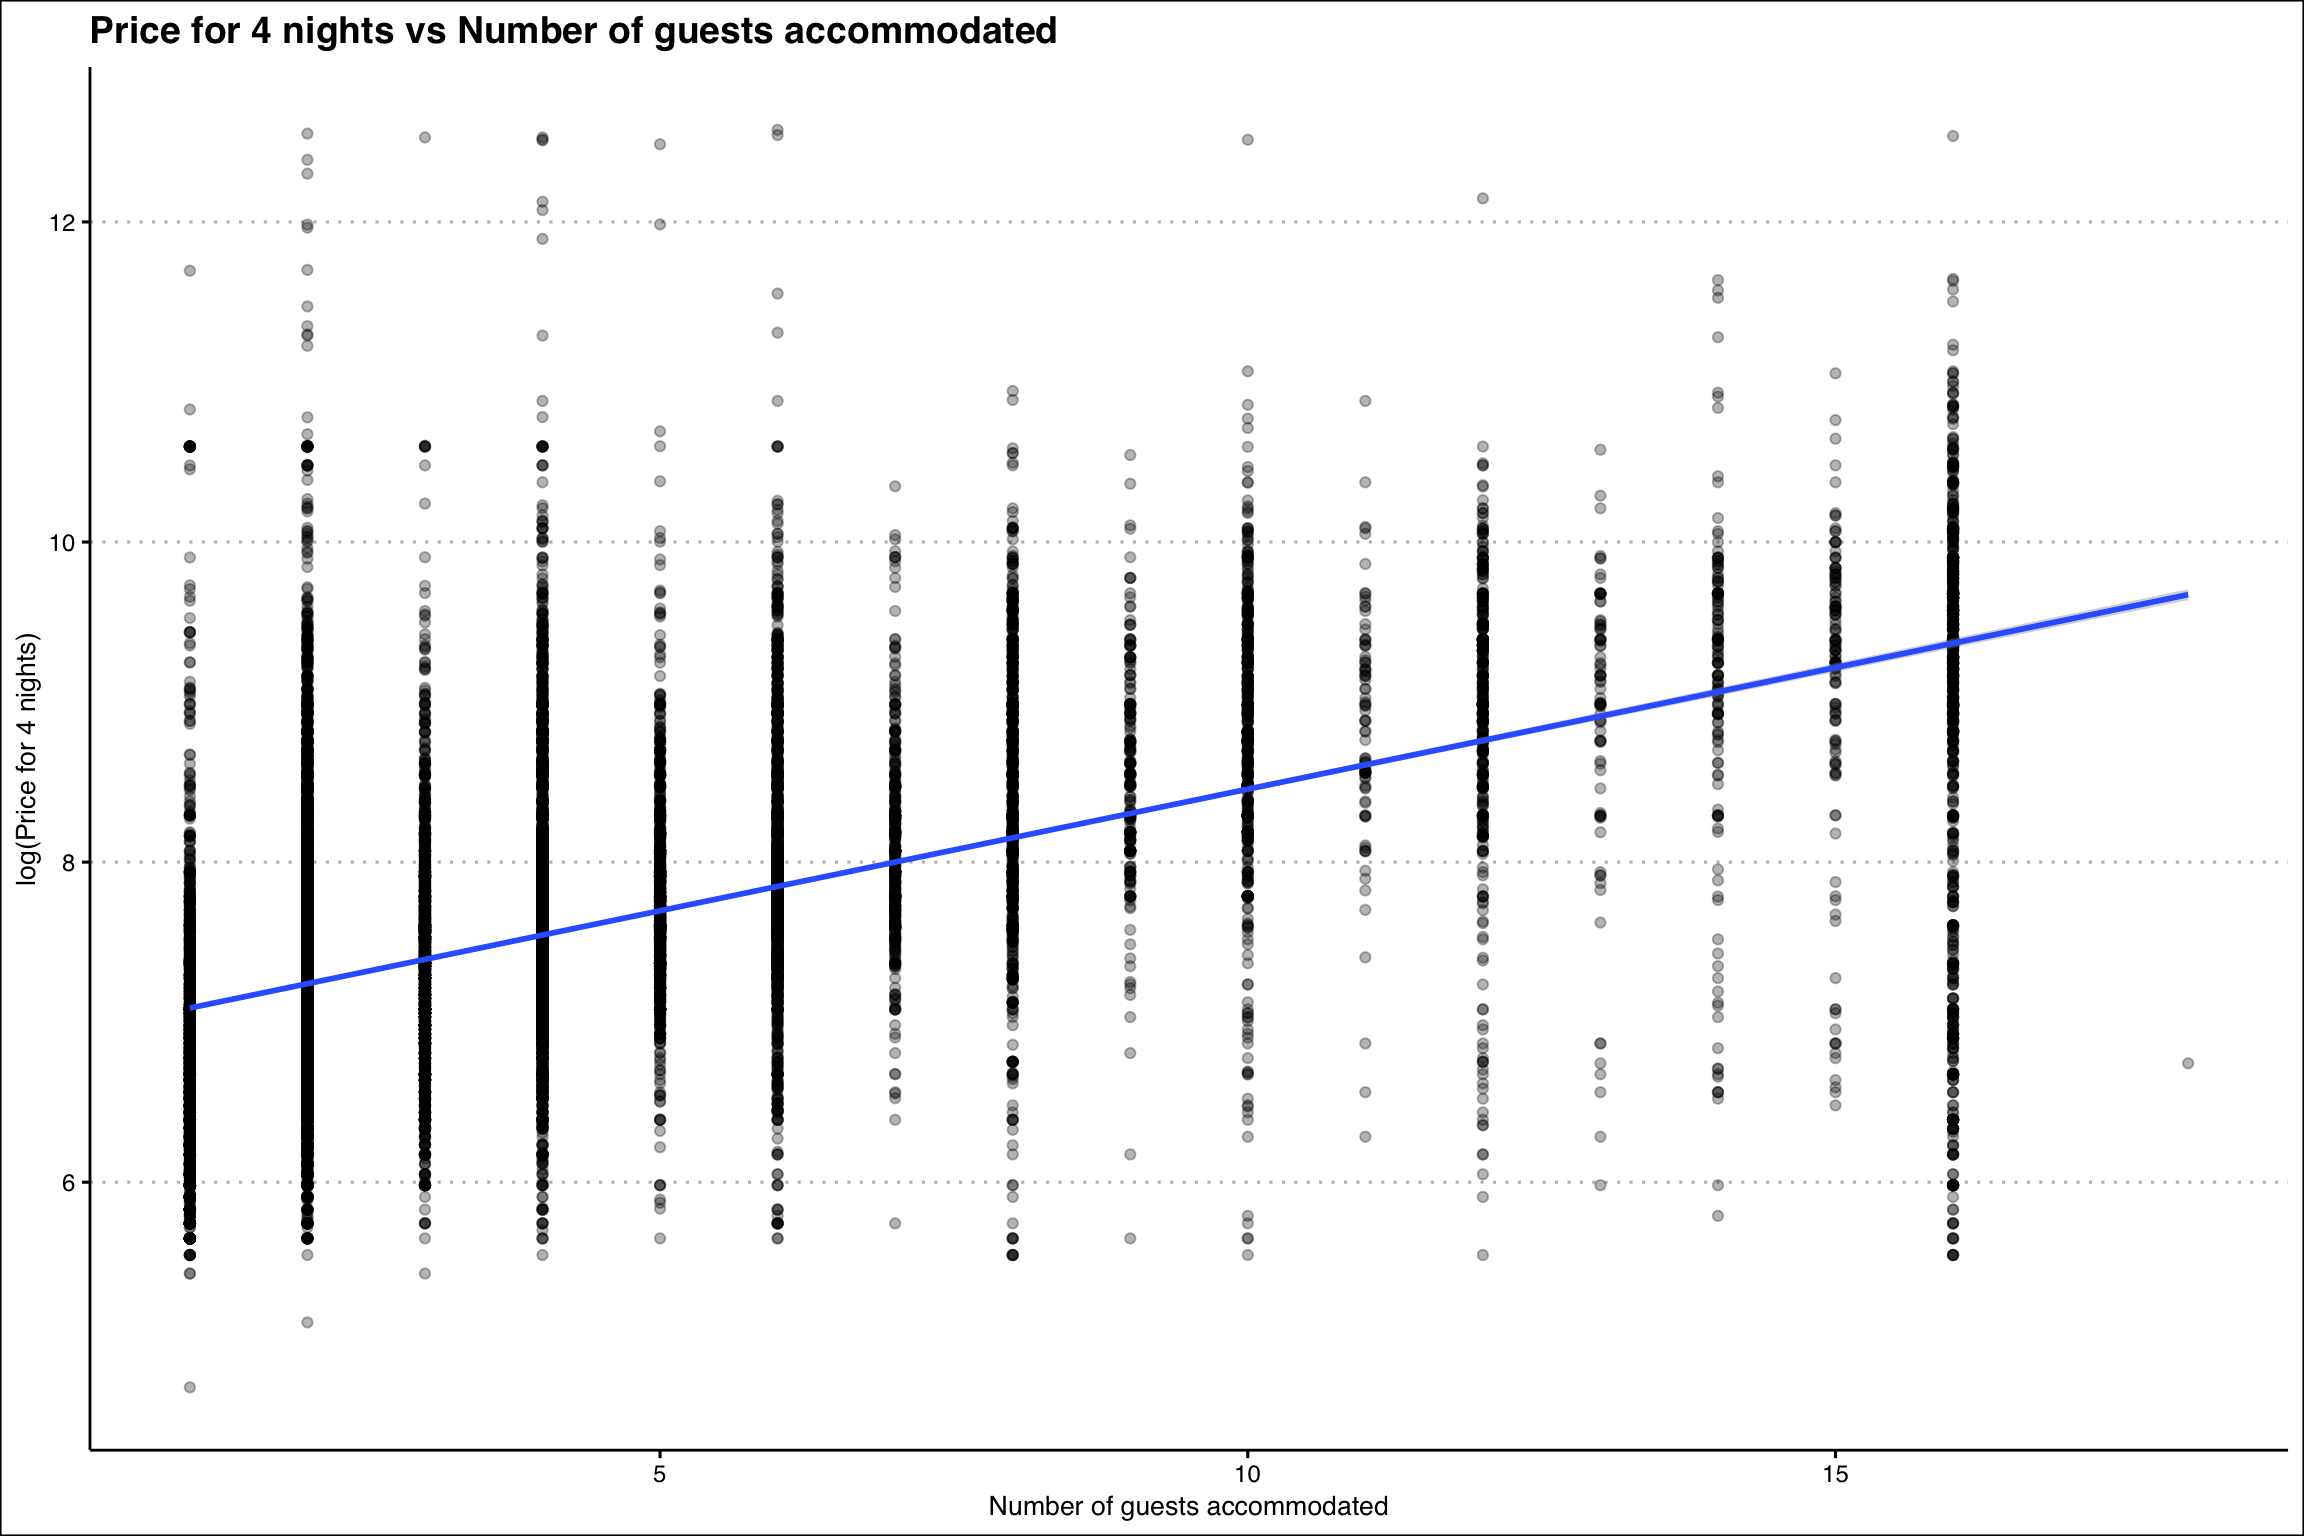 Price for 4 nights vs Number of guests accommodated
12
10
8
6
log(Price for 4 nights)
5 10 15
Number of guests accommodated